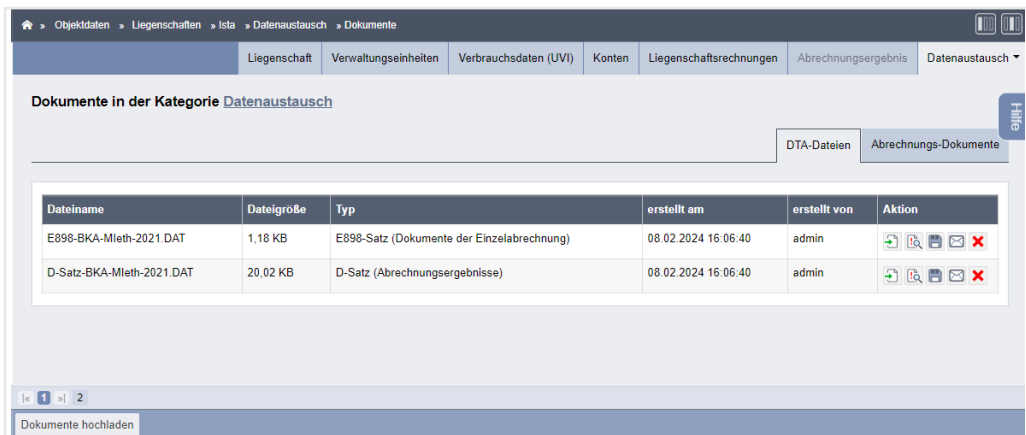 » Objektdaten » Liegenschaften » Ista » Datenaustausch » Dokumente
Liegenschaft Verwaltungseinheiten Verbrauchsdaten (UVI) Konten Liegenschaftsrechnungen Abrechnungsergebnis Datenaustausch
Dokumente in der Kategorie Datenaustausch
Hilfe
DTA-Dateien Abrechnungs-Dokumente
Dateiname Dateigröße Typ erstellt am erstellt von Aktion
E898-BKA-Mleth-2021.DAT 1,18 KB E898-Satz (Dokumente der Einzelabrechnung) 08.02.2024 16:06:40 admin
D-Satz-BKA-Mleth-2021.DAT 20,02 KB D-Satz (Abrechnungsergebnisse) 08.02.2024 16:06:40 admin
|« 1 »| 2
Dokumente hochladen